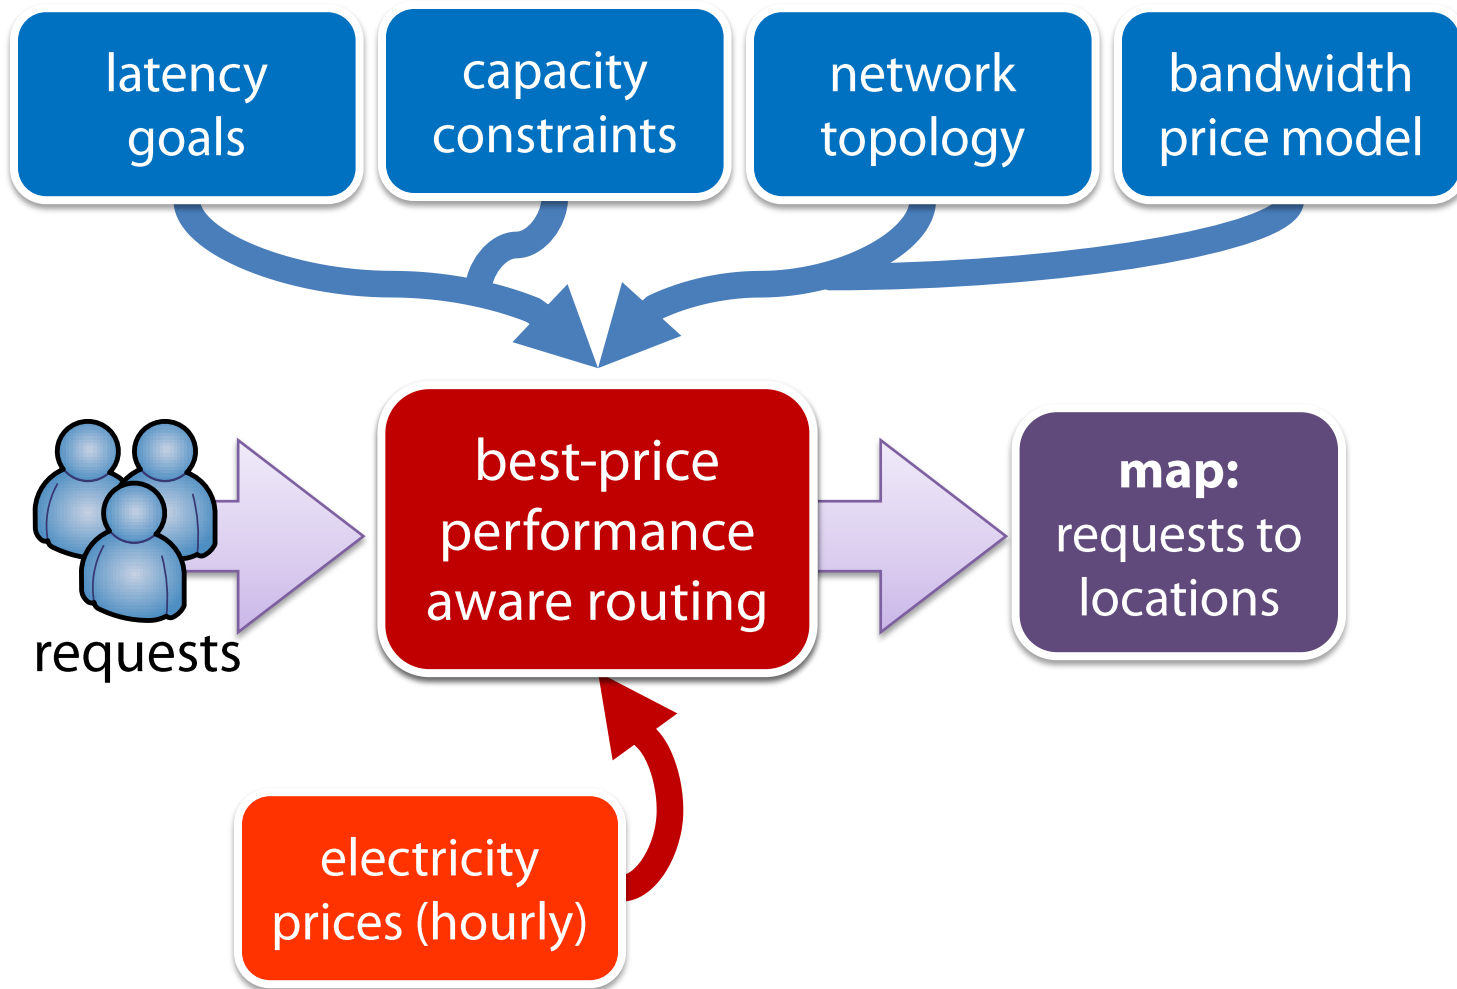 latency
goals
capacity
constraints
network
topology
bandwidth
price model
requests
best-price
performance
aware routing
map:
requests to
locations
electricity
prices (hourly)